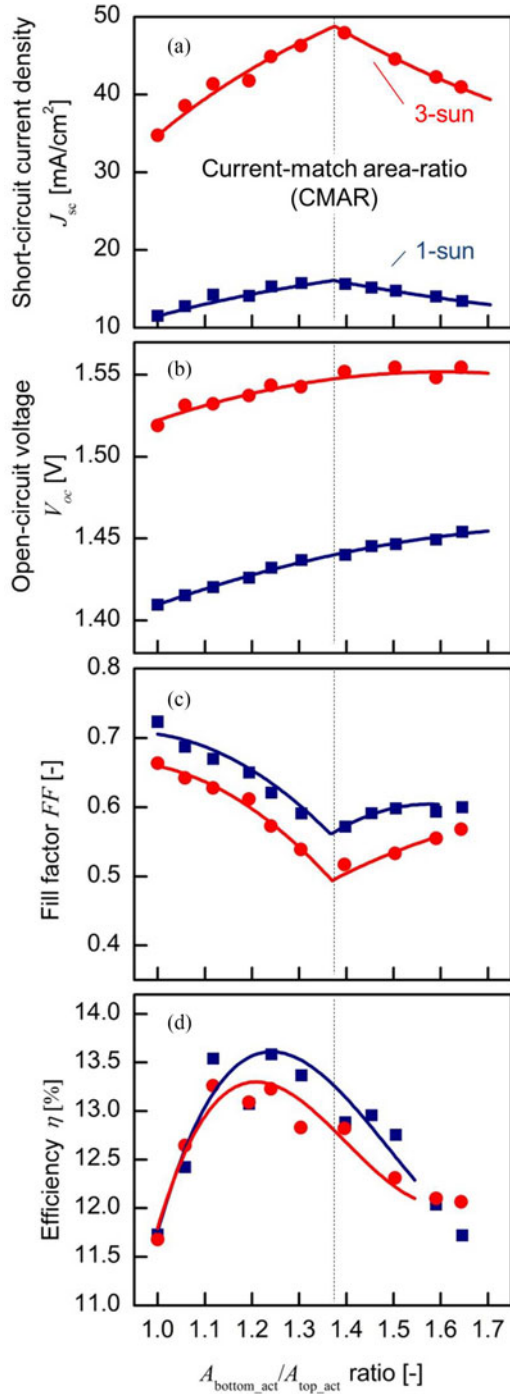 50
(a)
40
3-sun
30
Current-match area-ratio
(CMAR)
20
1-sun
10
Short-circuit current density
J_sc [mA/cm²]
(b)
1.55
1.50
1.45
1.40
Open-circuit voltage
V_oc [V]
0.8
(c)
0.7
0.6
0.5
0.4
Fill factor FF [-]
14.0
(d)
13.5
13.0
12.5
12.0
11.5
11.0
Efficiency η [%]
1.0 1.1 1.2 1.3 1.4 1.5 1.6 1.7
A_bottom_act/A_top_act ratio [-]